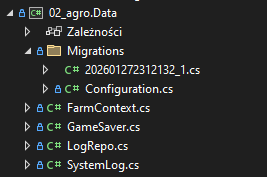 02_agro.Data
Zależności
Migrations
202601272312132_1.cs
Configuration.cs
FarmContext.cs
GameSaver.cs
LogRepo.cs
SystemLog.cs